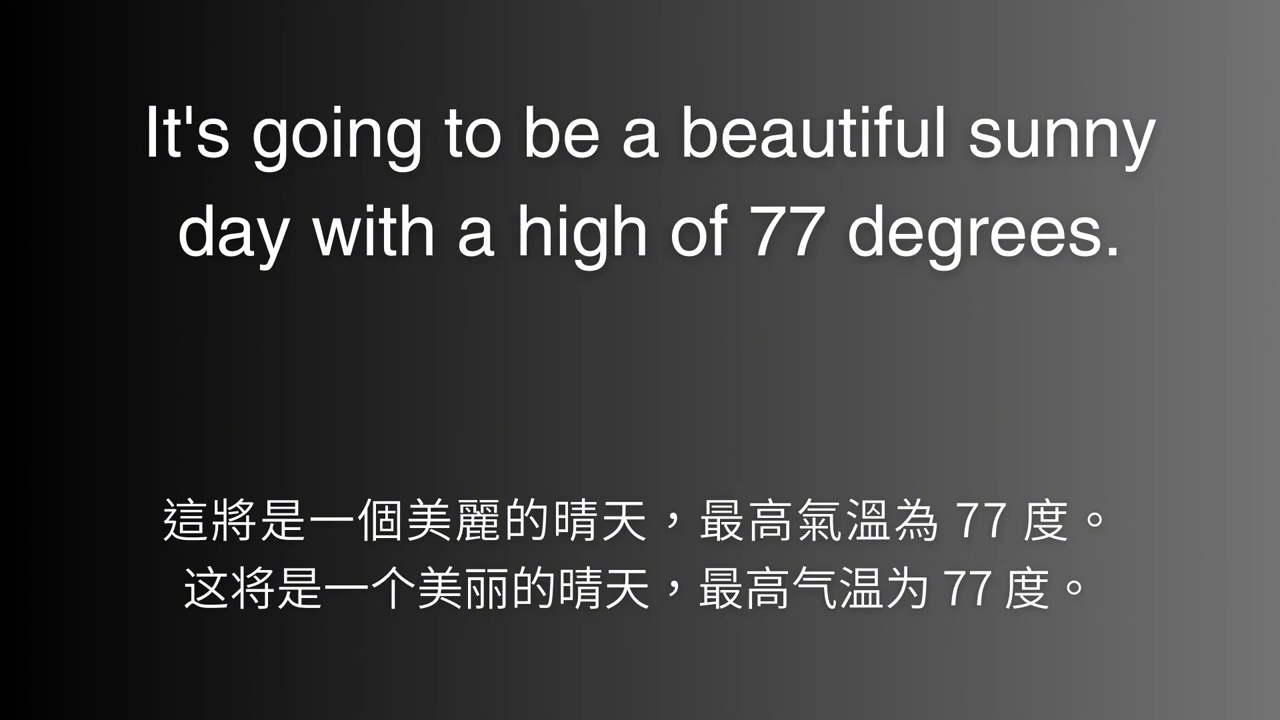 It's going to be a beautiful sunny
day with a high of 77 degrees.
這將是一個美麗的晴天，最高氣溫為 77 度。
这将是一个美丽的晴天，最高气温为 77 度。